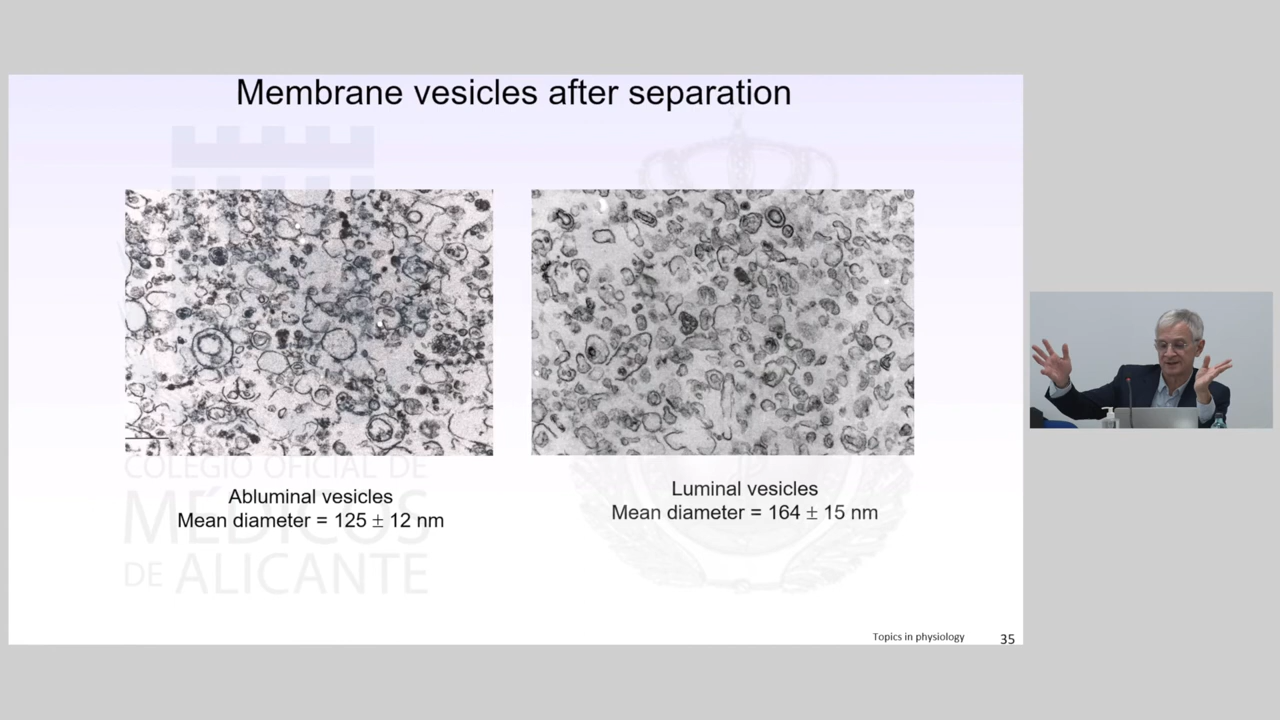 Membrane vesicles after separation
COLEGIO OFICIAL DE
MÉDICOS
DE ALICANTE
Abluminal vesicles
Mean diameter = 125 ± 12 nm
Luminal vesicles
Mean diameter = 164 ± 15 nm
Topics in physiology
35